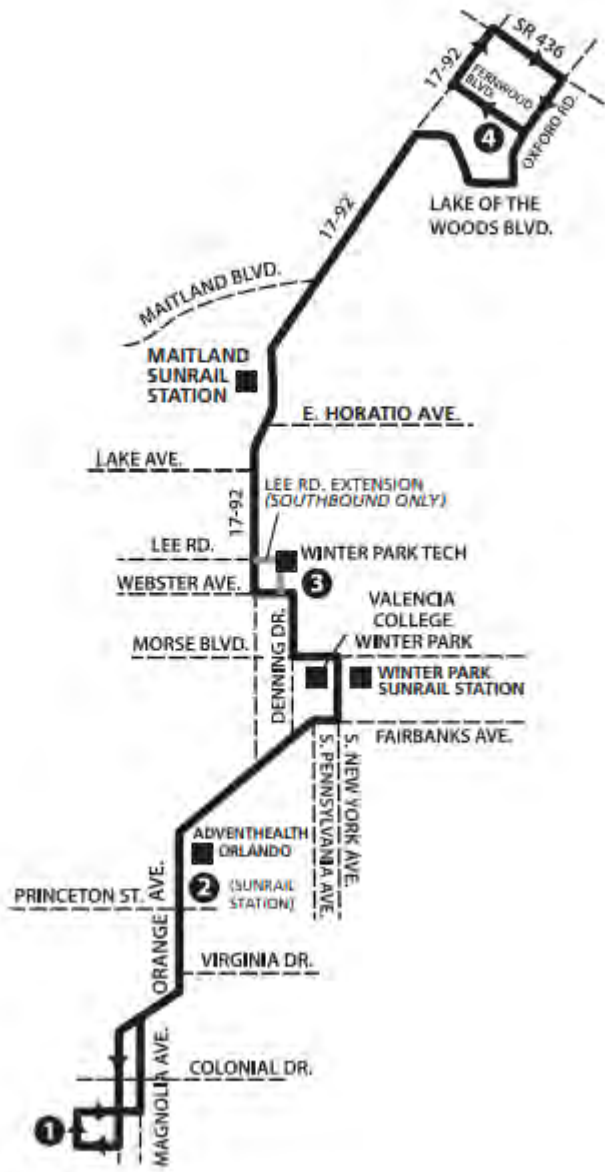 SR 436
17-92
FERNWOOD
BLVD.
OXFORD RD.
4
LAKE OF THE
WOODS BLVD.
17-92
MAITLAND BLVD.
MAITLAND
SUNRAIL
STATION
E. HORATIO AVE.
LAKE AVE.
LEE RD. EXTENSION
(SOUTHBOUND ONLY)
17-92
LEE RD.
WINTER PARK TECH
WEBSTER AVE.
3
VALENCIA
COLLEGE
WINTER PARK
MORSE BLVD.
DENNING DR.
WINTER PARK
SUNRAIL STATION
FAIRBANKS AVE.
S. PENNSYLVANIA AVE.
S. NEW YORK AVE.
ADVENTHEALTH
ORLANDO
2
(SUNRAIL
STATION)
PRINCETON ST.
ORANGE AVE.
VIRGINIA DR.
MAGNOLIA AVE.
COLONIAL DR.
1